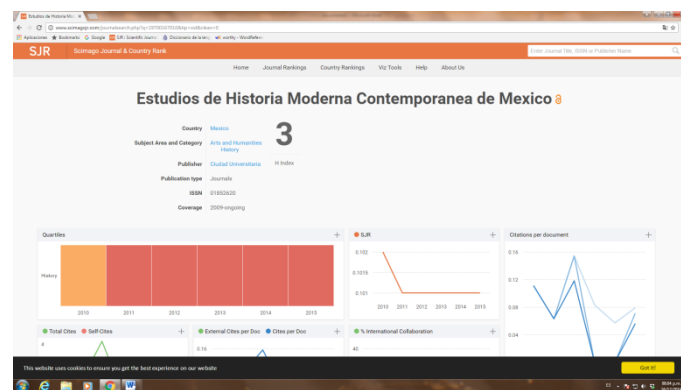 Estudios de Historia Mo
Aplicaciones Bookmarks Google
SJR Scimago Journal & Country Rank Enter Journal Title, ISSN or Publisher Name
Home Journal Rankings Country Rankings Viz Tools Help About Us
Estudios de Historia Moderna Contemporanea de Mexico
Country Mexico
3
Subject Area and Category Arts and Humanities
History
Publisher Ciudad Universitaria H Index
Publication type Journals
ISSN 01852620
Coverage 2009-ongoing
Quartiles + SJR + Citations per document +
0.102
0.1015
0.101
2010 2011 2012 2013 2014 2015
0.16
0.12
0.08
0.04
History
2010 2011 2012 2013 2014 2015
Total Cites Self Cites + External Cites per Doc Cites per Doc + % International Collaboration +
4
0.16
40
This website uses cookies to ensure you get the best experience on our website Got it!